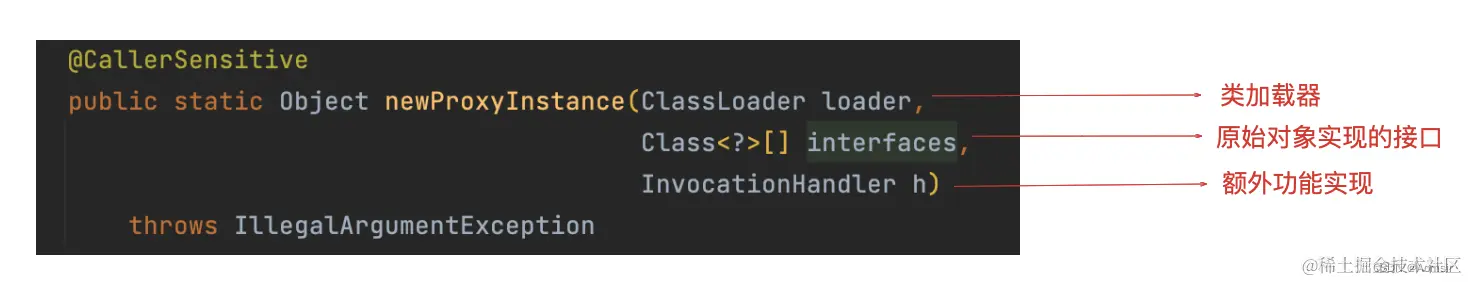 @CallerSensitive
public static Object newProxyInstance(ClassLoader loader,
类加载器
Class<?>[] interfaces,
原始对象实现的接口
InvocationHandler h)
额外功能实现
throws IllegalArgumentException
@稀土掘金技术社区